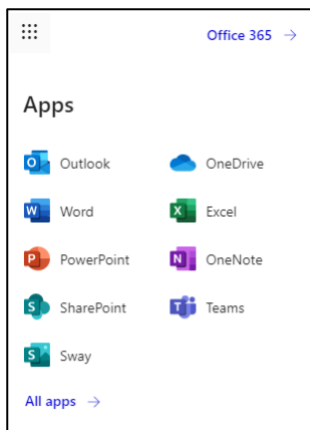 Office 365 →
Apps
Outlook OneDrive
Word Excel
PowerPoint OneNote
SharePoint Teams
Sway
All apps →